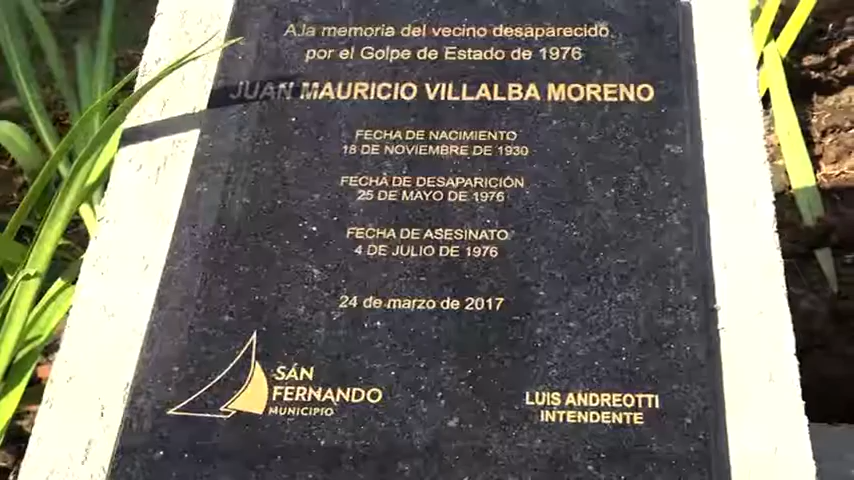 A la memoria del vecino desaparecido
por el Golpe de Estado de 1976
JUAN MAURICIO VILLALBA MORENO
FECHA DE NACIMIENTO
18 DE NOVIEMBRE DE 1930
FECHA DE DESAPARICIÓN
25 DE MAYO DE 1976
FECHA DE ASESINATO
4 DE JULIO DE 1976
24 de marzo de 2017
SÁN
FERNANDO
MUNICIPIO
LUIS ANDREOTTI
INTENDENTE